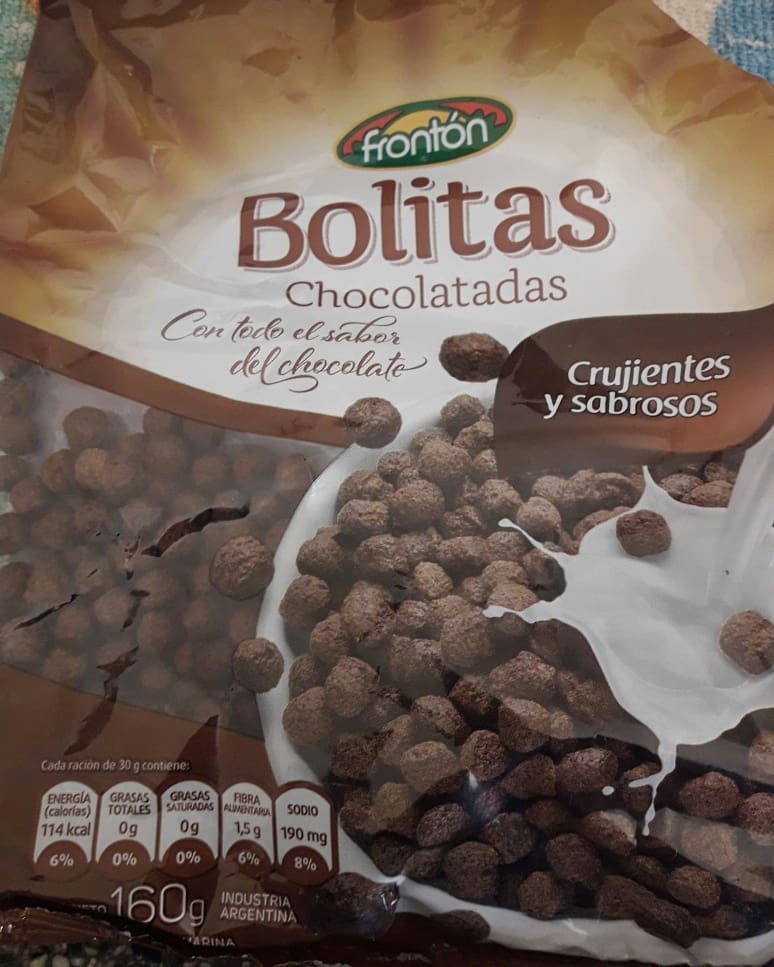 frontón
Bolitas
Chocolatadas
Con todo el sabor
del chocolate
Crujientes
y sabrosos
Cada ración de 30 g contiene:
ENERGÍA
(calorías)
114 kcal
6%
GRASAS
TOTALES
0g
0%
GRASAS
SATURADAS
0g
0%
FIBRA
ALIMENTARIA
1,5 g
6%
SODIO
190 mg
8%
160g
INDUSTRIA
ARGENTINA